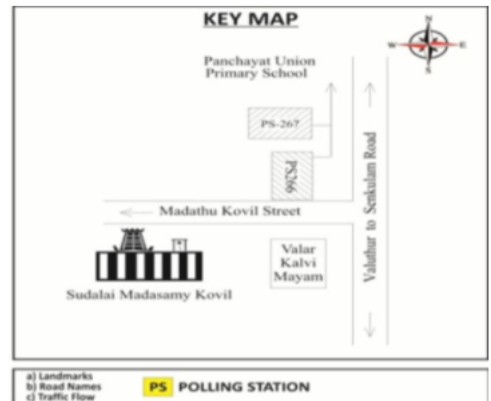 KEY MAP
N
W
E
S
Panchayat Union
Primary School
PS-267
PS266
Madathu Kovil Street
Valuthur to Senkulam Road
Valar
Kalvi
Mayam
Sudalai Madasamy Kovil
a) Landmarks
b) Road Names
c) Traffic Flow
PS POLLING STATION